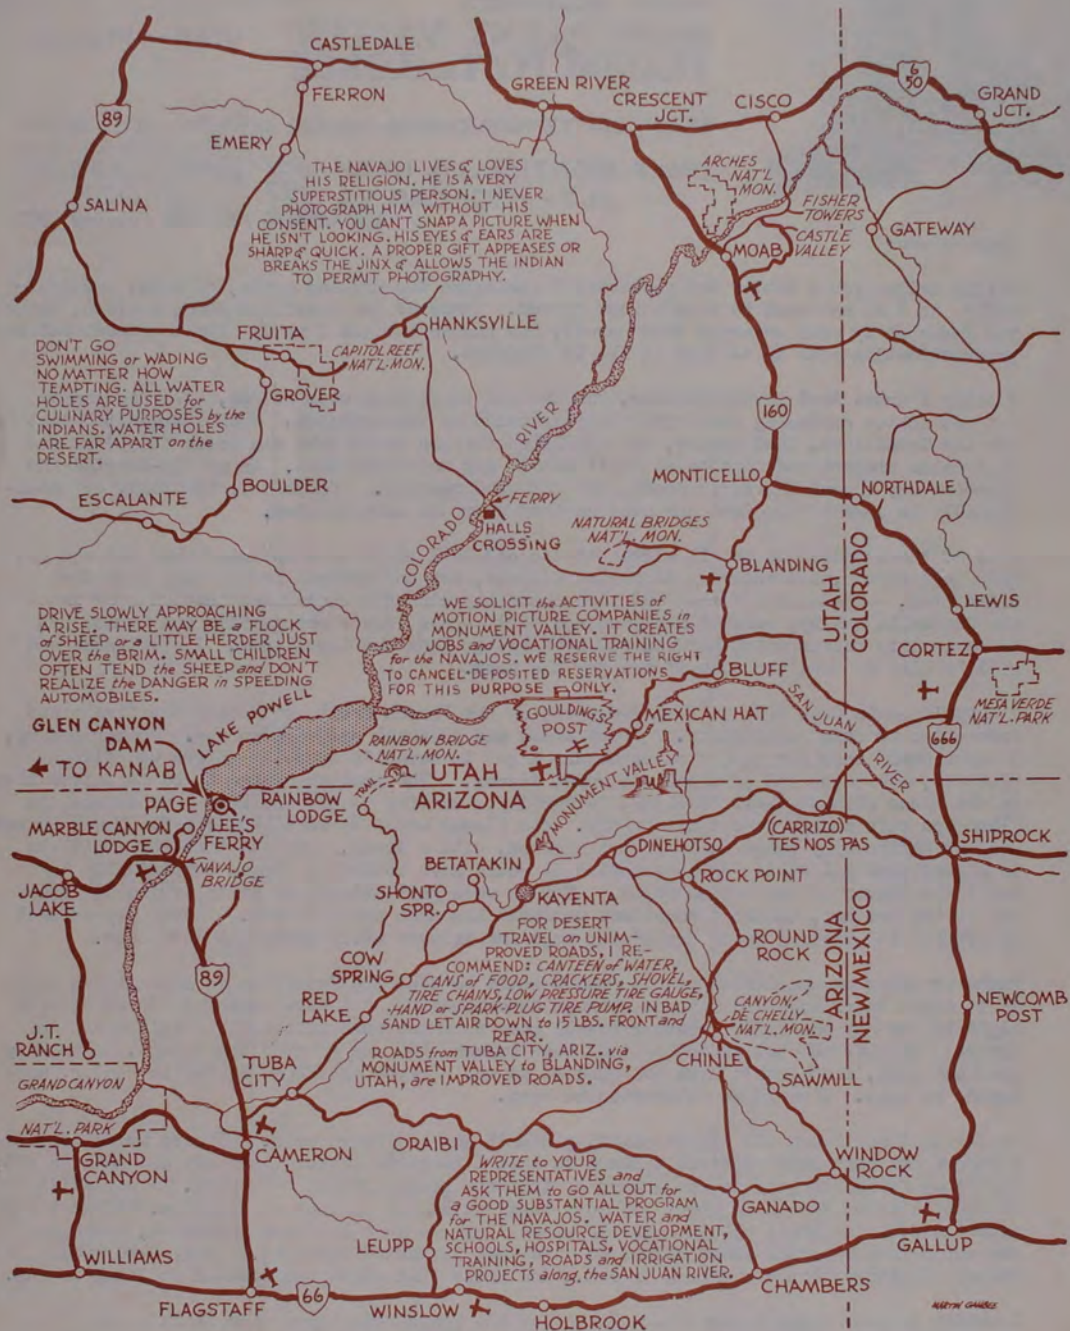 CASTLEDALE
FERRON
GREEN RIVER
CRESCENT
JCT.
CISCO
6
50
GRAND
JCT.
89
EMERY
SALINA
THE NAVAJO LIVES & LOVES
HIS RELIGION. HE IS A VERY
SUPERSTITIOUS PERSON. I NEVER
PHOTOGRAPH HIM WITHOUT HIS
CONSENT. YOU CAN'T SNAP A PICTURE WHEN
HE ISN'T LOOKING. HIS EYES & EARS ARE
SHARP & QUICK. A PROPER GIFT APPEASES OR
BREAKS THE JINX & ALLOWS THE INDIAN
TO PERMIT PHOTOGRAPHY.
ARCHES
NAT'L
MON.
FISHER
TOWERS
CASTLE
VALLEY
GATEWAY
MOAB
HANKSVILLE
FRUITA
CAPITOL REEF
NAT'L. MON.
GROVER
DON'T GO
SWIMMING or WADING
NO MATTER HOW
TEMPTING. ALL WATER
HOLES ARE USED for
CULINARY PURPOSES by the
INDIANS. WATER HOLES
ARE FAR APART on the
DESERT.
160
ESCALANTE
BOULDER
COLORADO RIVER
FERRY
HALLS
CROSSING
MONTICELLO
NORTHDALE
NATURAL BRIDGES
NAT'L. MON.
BLANDING
UTAH
COLORADO
LEWIS
CORTEZ
MESA VERDE
NAT'L. PARK
666
DRIVE SLOWLY APPROACHING
A RISE. THERE MAY BE a FLOCK
of SHEEP or a LITTLE HERDER JUST
OVER the BRIM. SMALL CHILDREN
OFTEN TEND the SHEEP and DON'T
REALIZE the DANGER in SPEEDING
AUTOMOBILES.
WE SOLICIT the ACTIVITIES of
MOTION PICTURE COMPANIES in
MONUMENT VALLEY. IT CREATES
JOBS and VOCATIONAL TRAINING
for the NAVAJOS. WE RESERVE THE RIGHT
TO CANCEL DEPOSITED RESERVATIONS
FOR THIS PURPOSE ONLY.
BLUFF
SAN JUAN RIVER
GOULDING'S
POST
MEXICAN HAT
GLEN CANYON
DAM
LAKE POWELL
TO KANAB
RAINBOW BRIDGE
NAT'L. MON.
TRAIL
UTAH
ARIZONA
MONUMENT VALLEY
PAGE
RAINBOW
LODGE
MARBLE CANYON
LODGE
LEE'S
FERRY
NAVAJO
BRIDGE
JACOB
LAKE
BETATAKIN
SHONTO
SPR.
KAYENTA
DINEHOTSO
(CARRIZO)
TES NOS PAS
SHIPROCK
ROCK POINT
ROUND
ROCK
ARIZONA
NEW MEXICO
NEWCOMB
POST
COW
SPRING
RED
LAKE
89
FOR DESERT
TRAVEL on UNIM-
PROVED ROADS, I RE-
COMMEND: CANTEEN of WATER,
CANS of FOOD, CRACKERS, SHOVEL,
TIRE CHAINS, LOW PRESSURE TIRE GAUGE,
HAND or SPARK-PLUG TIRE PUMP. IN BAD
SAND LET AIR DOWN to 15 LBS. FRONT and
REAR.
ROADS from TUBA CITY, ARIZ. via
MONUMENT VALLEY to BLANDING,
UTAH, are IMPROVED ROADS.
CANYON
DE CHELLY
NAT'L. MON.
CHINLE
SAWMILL
J.T.
RANCH
GRAND CANYON
NAT'L. PARK
GRAND
CANYON
TUBA
CITY
CAMERON
ORAIBI
WINDOW
ROCK
GANADO
GALLUP
WRITE to YOUR
REPRESENTATIVES and
ASK THEM to GO ALL OUT for
a GOOD SUBSTANTIAL PROGRAM
for THE NAVAJOS. WATER and
NATURAL RESOURCE DEVELOPMENT,
SCHOOLS, HOSPITALS, VOCATIONAL
TRAINING, ROADS and IRRIGATION
PROJECTS along the SAN JUAN RIVER.
LEUPP
WILLIAMS
FLAGSTAFF
66
WINSLOW
HOLBROOK
CHAMBERS
MARTIN GAMBEE